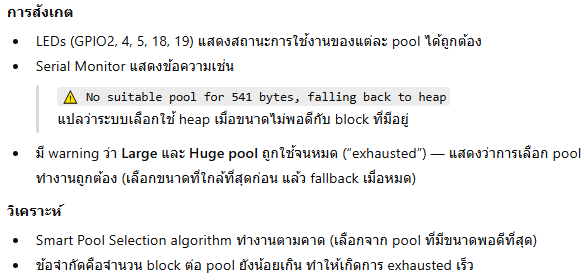 การสังเกต
• LEDs (GPIO2, 4, 5, 18, 19) แสดงสถานะการใช้งานของแต่ละ pool ได้ถูกต้อง
• Serial Monitor แสดงข้อความเช่น
⚠️ No suitable pool for 541 bytes, falling back to heap
แปลว่าระบบเลือกใช้ heap เมื่อขนาดไม่พอดีกับ block ที่มีอยู่
• มี warning ว่า Large และ Huge pool ถูกใช้จนหมด (“exhausted”) — แสดงว่าการเลือก pool
ทำงานถูกต้อง (เลือกขนาดที่ใกล้ที่สุดก่อน แล้ว fallback เมื่อหมด)
วิเคราะห์
• Smart Pool Selection algorithm ทำงานตามคาด (เลือกจาก pool ที่มีขนาดพอดีที่สุด)
• ข้อจำกัดคือจำนวน block ต่อ pool ยังน้อยเกิน ทำให้เกิดการ exhausted เร็ว